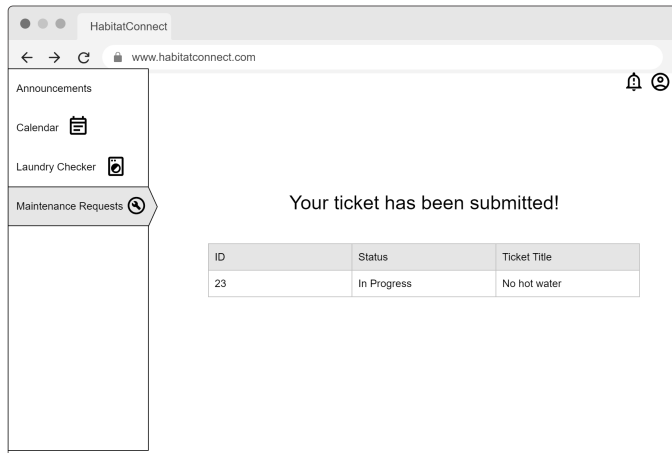 HabitatConnect
www.habitatconnect.com
Announcements
Calendar
Laundry Checker
Maintenance Requests
Your ticket has been submitted!
ID Status Ticket Title
23 In Progress No hot water